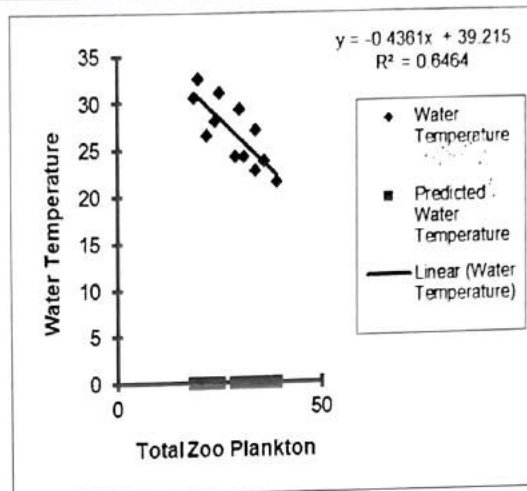 y = -0.4361x + 39.215
R² = 0.6464
35
30
25
20
15
10
5
0
0
50
Water Temperature
Total Zoo Plankton
Water
Temperature
Predicted
Water
Temperature
Linear (Water
Temperature)